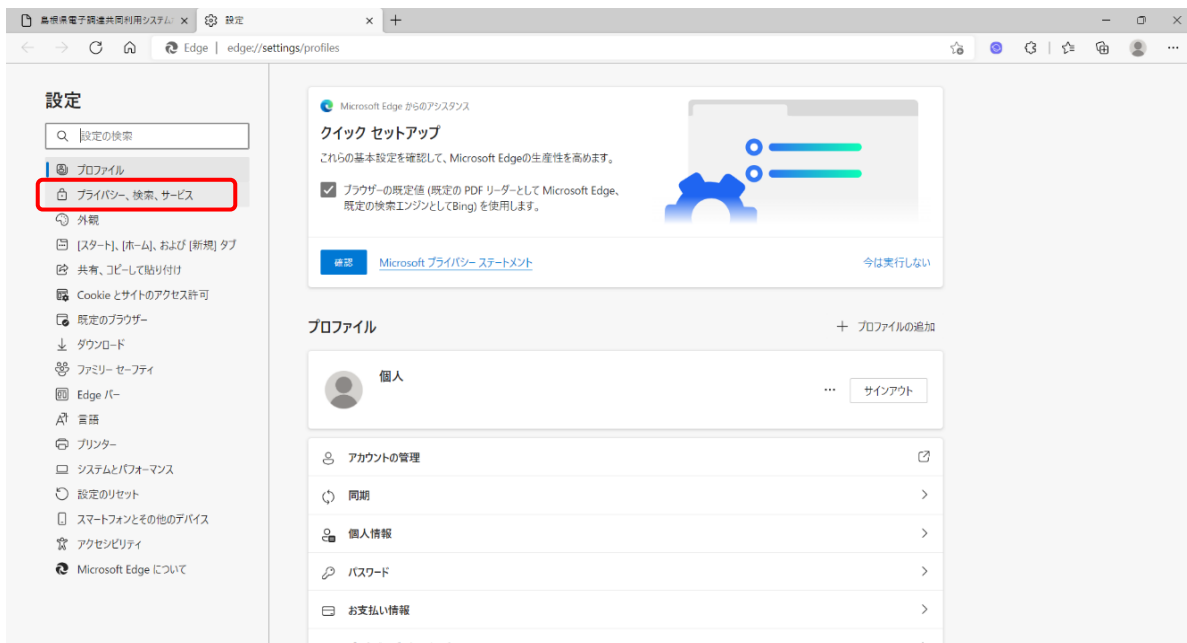 島根県電子調達共同利用システム
設定
Edge | edge://settings/profiles
設定
設定の検索
プロファイル
プライバシー、検索、サービス
外観
[スタート]、[ホーム]、および [新規] タブ
共有、コピーして貼り付け
Cookie とサイトのアクセス許可
既定のブラウザー
ダウンロード
ファミリー セーフティ
Edge バー
言語
プリンター
システムとパフォーマンス
設定のリセット
スマートフォンとその他のデバイス
アクセシビリティ
Microsoft Edge について
Microsoft Edge からのアシスタンス
クイック セットアップ
これらの基本設定を確認して、Microsoft Edgeの生産性を高めます。
ブラウザーの既定値 (既定の PDF リーダーとして Microsoft Edge、
既定の検索エンジンとしてBing) を使用します。
確認
Microsoft プライバシー ステートメント
今は実行しない
プロファイル
プロファイルの追加
個人
サインアウト
アカウントの管理
同期
個人情報
パスワード
お支払い情報